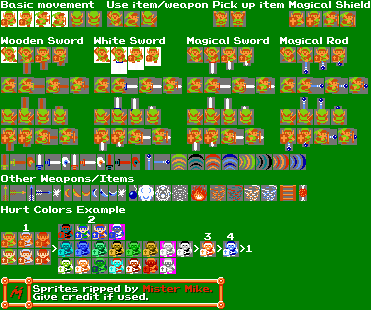 Basic movement Use item/weapon Pick up item Magical Shield
Wooden Sword White Sword Magical Sword Magical Rod
Other Weapons/Items
Hurt Colors Example
1 2 3 4
>1
Sprites ripped by Mister Mike.
Give credit if used.